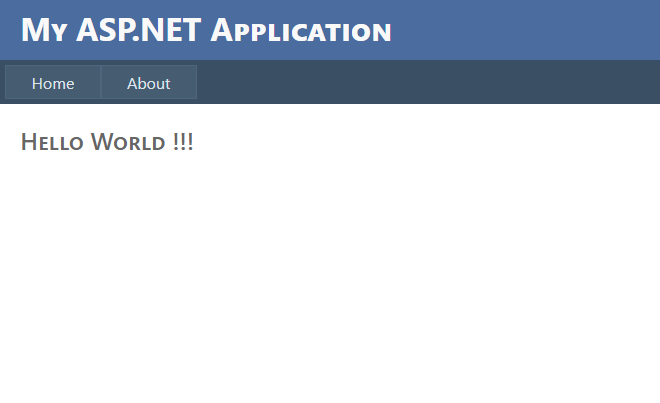 My ASP.NET Application
Home About
Hello World !!!